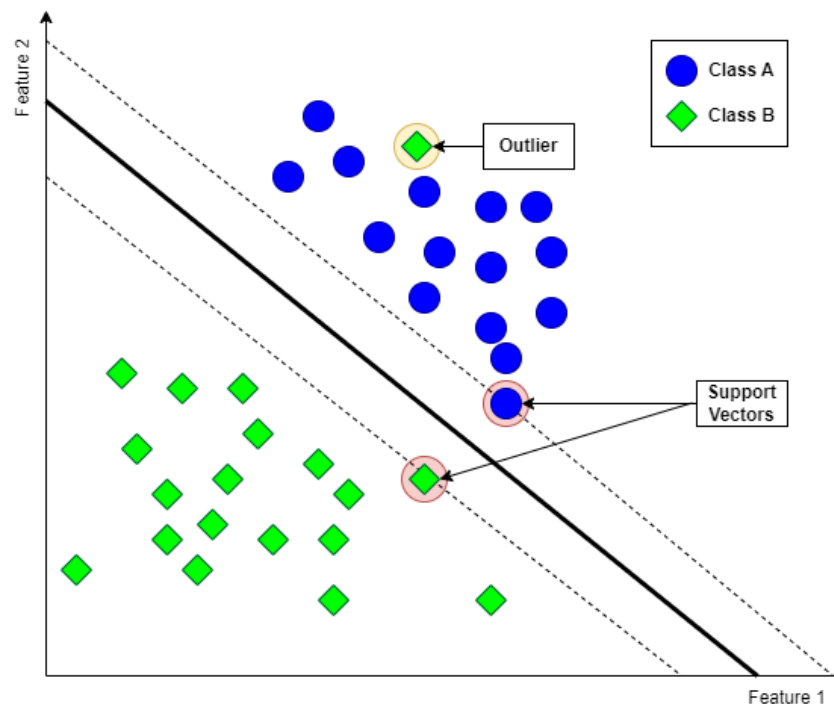 Feature 2
Class A
Class B
Outlier
Support
Vectors
Feature 1